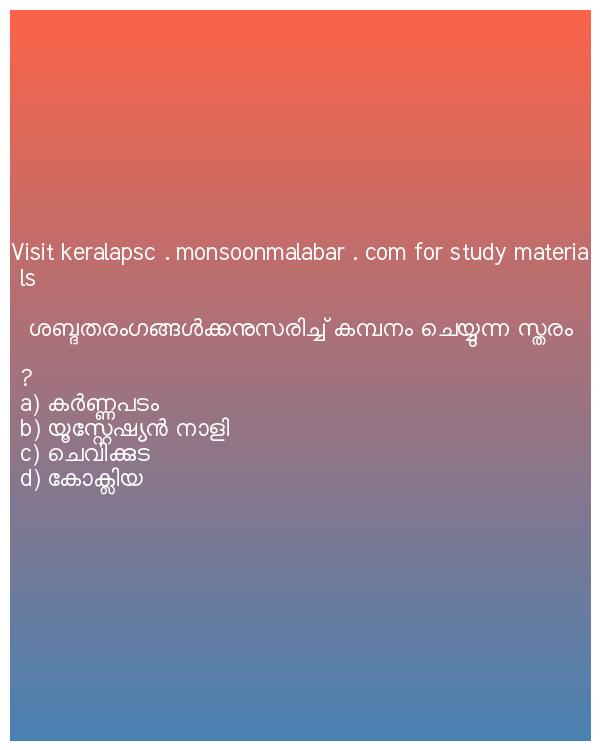 Visit keralapsc . monsoonmalabar . com for study materia
ls
ശബ്ദതരംഗങ്ങൾക്കനുസരിച്ച് കമ്പനം ചെയ്യുന്ന സ്തരം
?
a) കർണ്ണപടം
b) യൂസ്റ്റേഷ്യൻ നാളി
c) ചെവിക്കുട
d) കോക്ലിയ